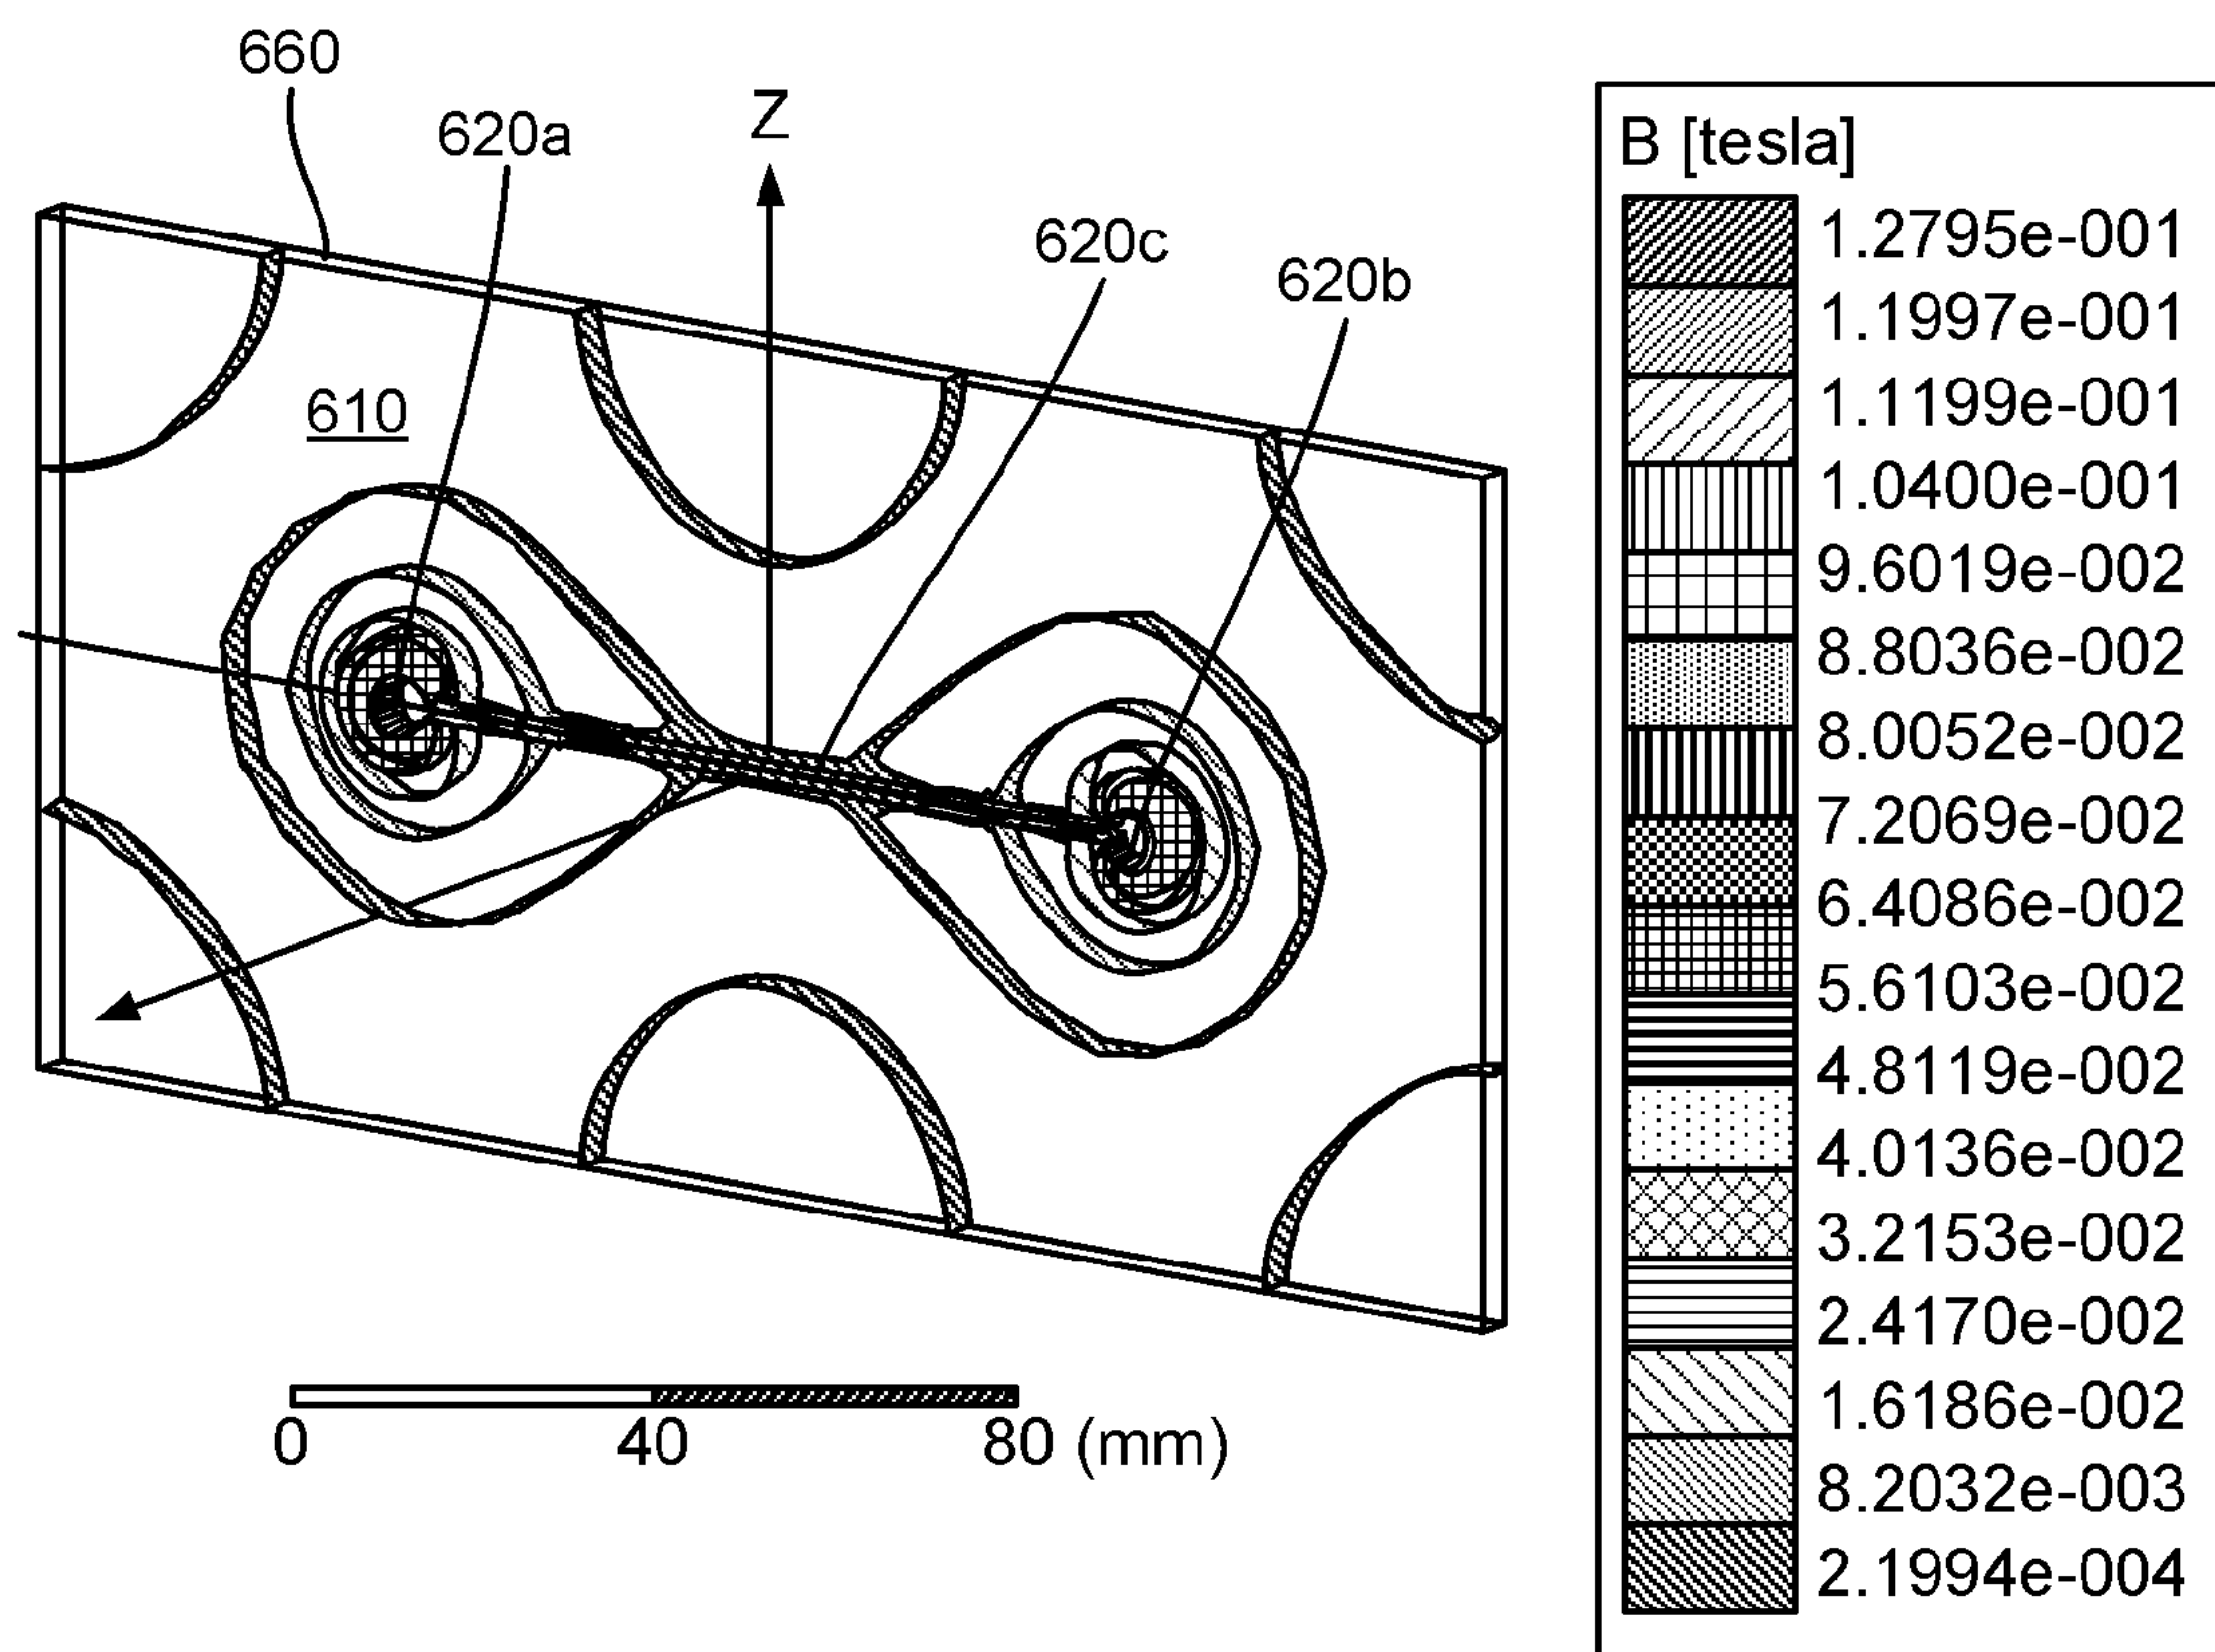 660
620a
Z
620c
620b
610
0 40 80 (mm)
B [tesla]
1.2795e-001
1.1997e-001
1.1199e-001
1.0400e-001
9.6019e-002
8.8036e-002
8.0052e-002
7.2069e-002
6.4086e-002
5.6103e-002
4.8119e-002
4.0136e-002
3.2153e-002
2.4170e-002
1.6186e-002
8.2032e-003
2.1994e-004